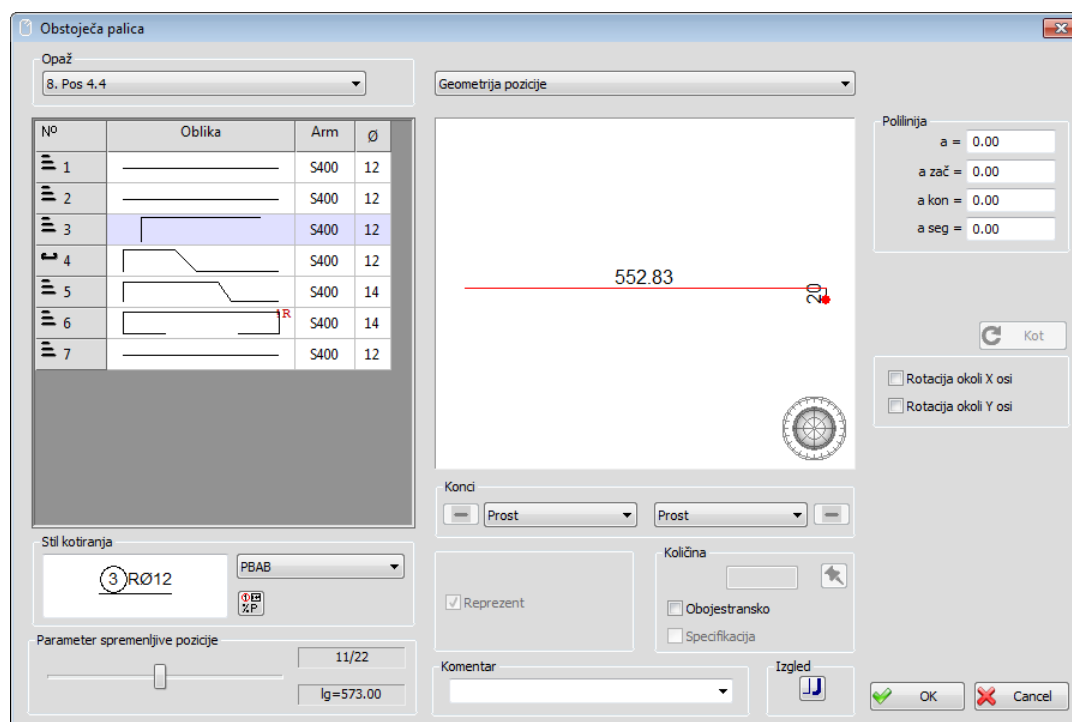 Obstoječa palica
Opaž
8. Pos 4.4
Geometrija pozicije
Nº Oblika Arm Ø
1 S400 12
2 S400 12
3 S400 12
4 S400 12
5 S400 14
6 1R S400 14
7 S400 12
552.83
20
Polilinija
a = 0.00
a zač = 0.00
a kon = 0.00
a seg = 0.00
Kot
Rotacija okoli X osi
Rotacija okoli Y osi
Konci
Prost
Prost
Stil kotiranja
3 RØ12
PBAB
%P
Reprezent
Količina
Obojestransko
Specifikacija
Parameter spremenljive pozicije
11/22
lg=573.00
Komentar
Izgled
OK
Cancel